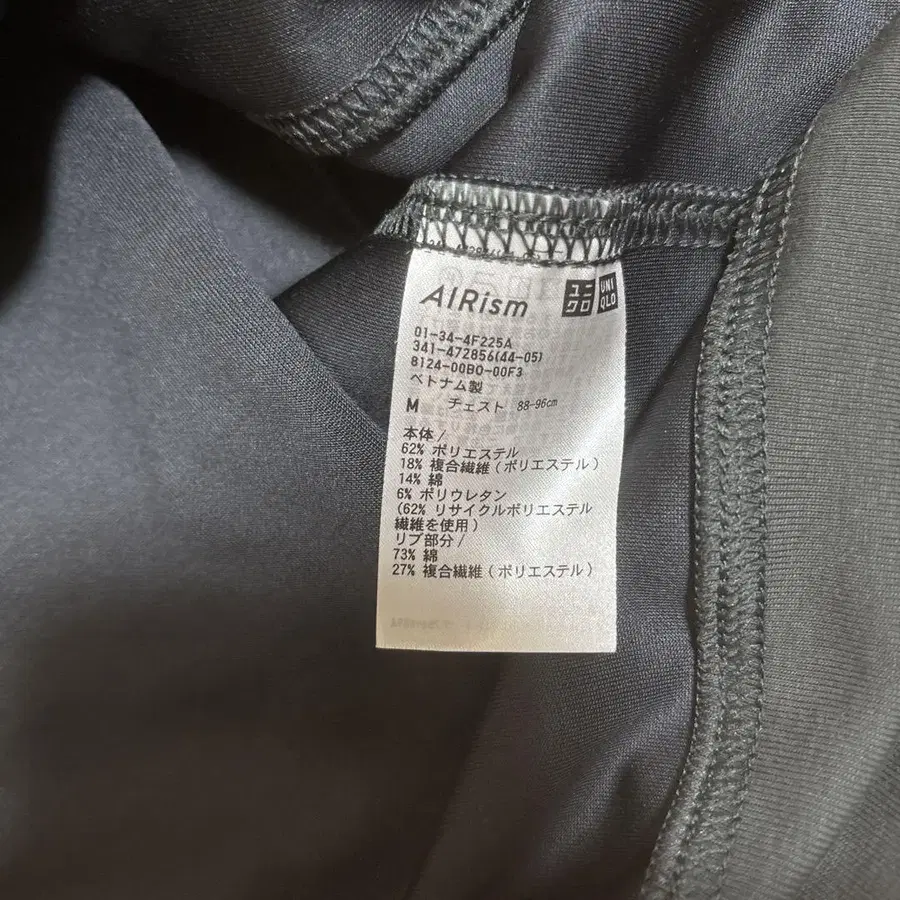 AIRism ユニクロ UNIQLO
01-34-4F225A
341-472856(44-05)
8124-00B0-00F3
ベトナム製
M チェスト 88-96cm
本体/
62% ポリエステル
18% 複合繊維(ポリエステル)
14% 綿
6% ポリウレタン
(62% リサイクルポリエステル
繊維を使用)
リブ部分/
73% 綿
27% 複合繊維(ポリエステル)